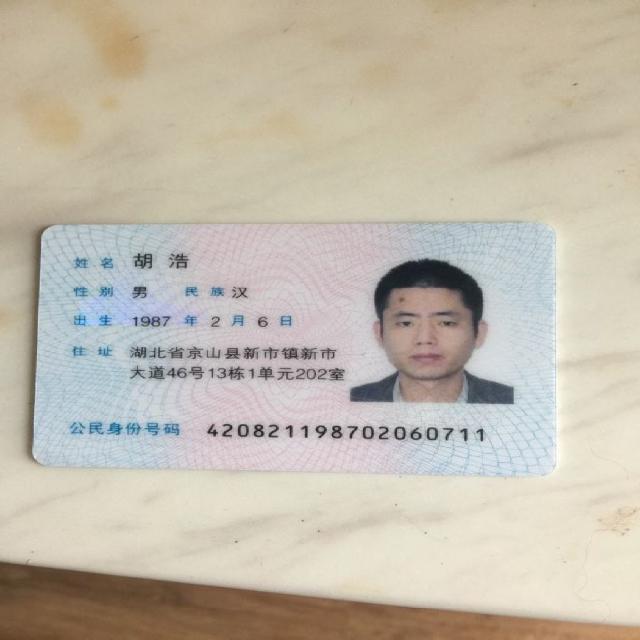 姓名 胡浩
性别 男 民族 汉
出生 1987 年 2 月 6 日
住址 湖北省京山县新市镇新市
大道46号13栋1单元202室
公民身份号码 420821198702060711